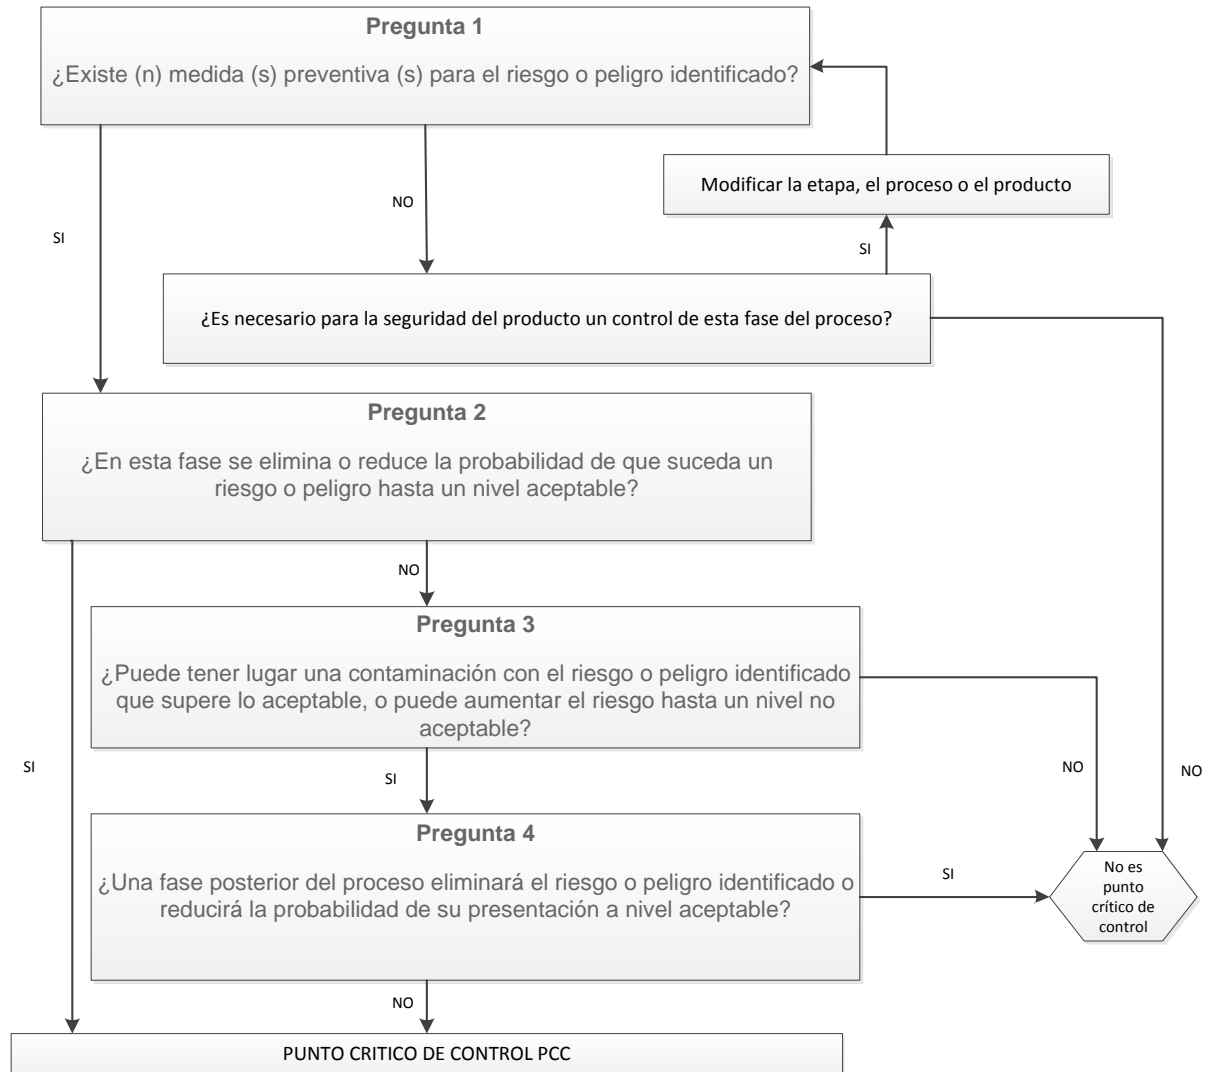 Pregunta 1
¿Existe (n) medida (s) preventiva (s) para el riesgo o peligro identificado?
Modificar la etapa, el proceso o el producto
NO
SI
SI
¿Es necesario para la seguridad del producto un control de esta fase del proceso?
Pregunta 2
¿En esta fase se elimina o reduce la probabilidad de que suceda un
riesgo o peligro hasta un nivel aceptable?
NO
Pregunta 3
¿Puede tener lugar una contaminación con el riesgo o peligro identificado
que supere lo aceptable, o puede aumentar el riesgo hasta un nivel no
aceptable?
SI
NO
NO
SI
Pregunta 4
¿Una fase posterior del proceso eliminará el riesgo o peligro identificado o
reducirá la probabilidad de su presentación a nivel aceptable?
SI
No es
punto
crítico de
control
NO
PUNTO CRITICO DE CONTROL PCC